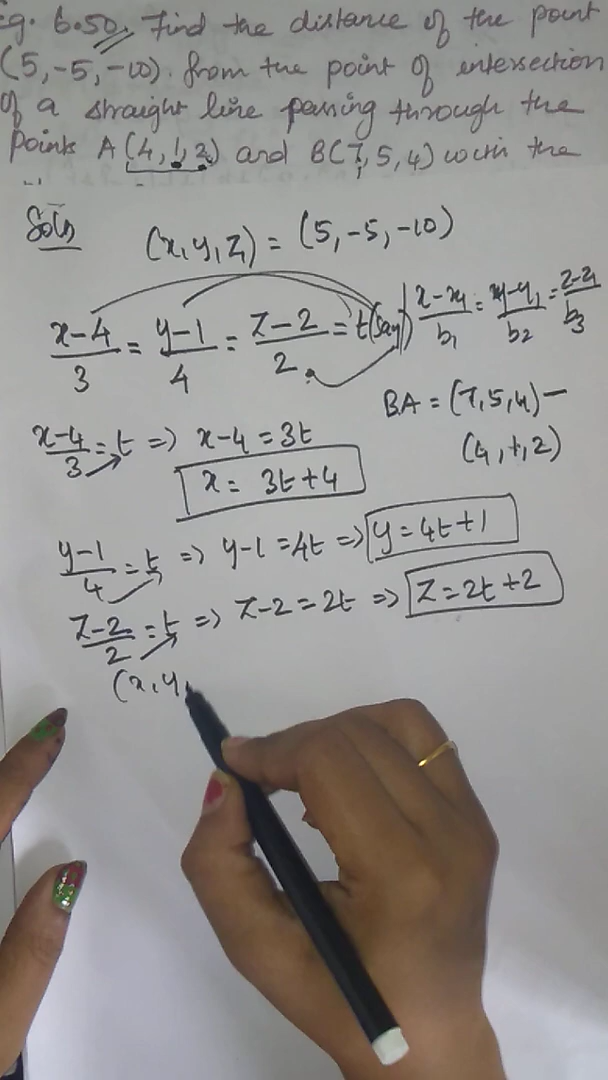 Eg. 6.50. Find the distance of the point
(5,-5,-10). from the point of intersection
of a straight line passing through the
Points A(4,1,2) and B(7,5,4) with the
Soln (x,y,z) = (5,-5,-10)
x-4/3 = y-1/4 = z-2/2 = t(say) x-x1/b1 = y-y1/b2 = z-z1/b3
BA = (7,5,4) -
(4,1,2)
x-4/3 = t => x-4 = 3t
x = 3t+4
y-1/4 = t => y-1 = 4t => y = 4t+1
z-2/2 = t => z-2 = 2t => z = 2t+2
(x,y,